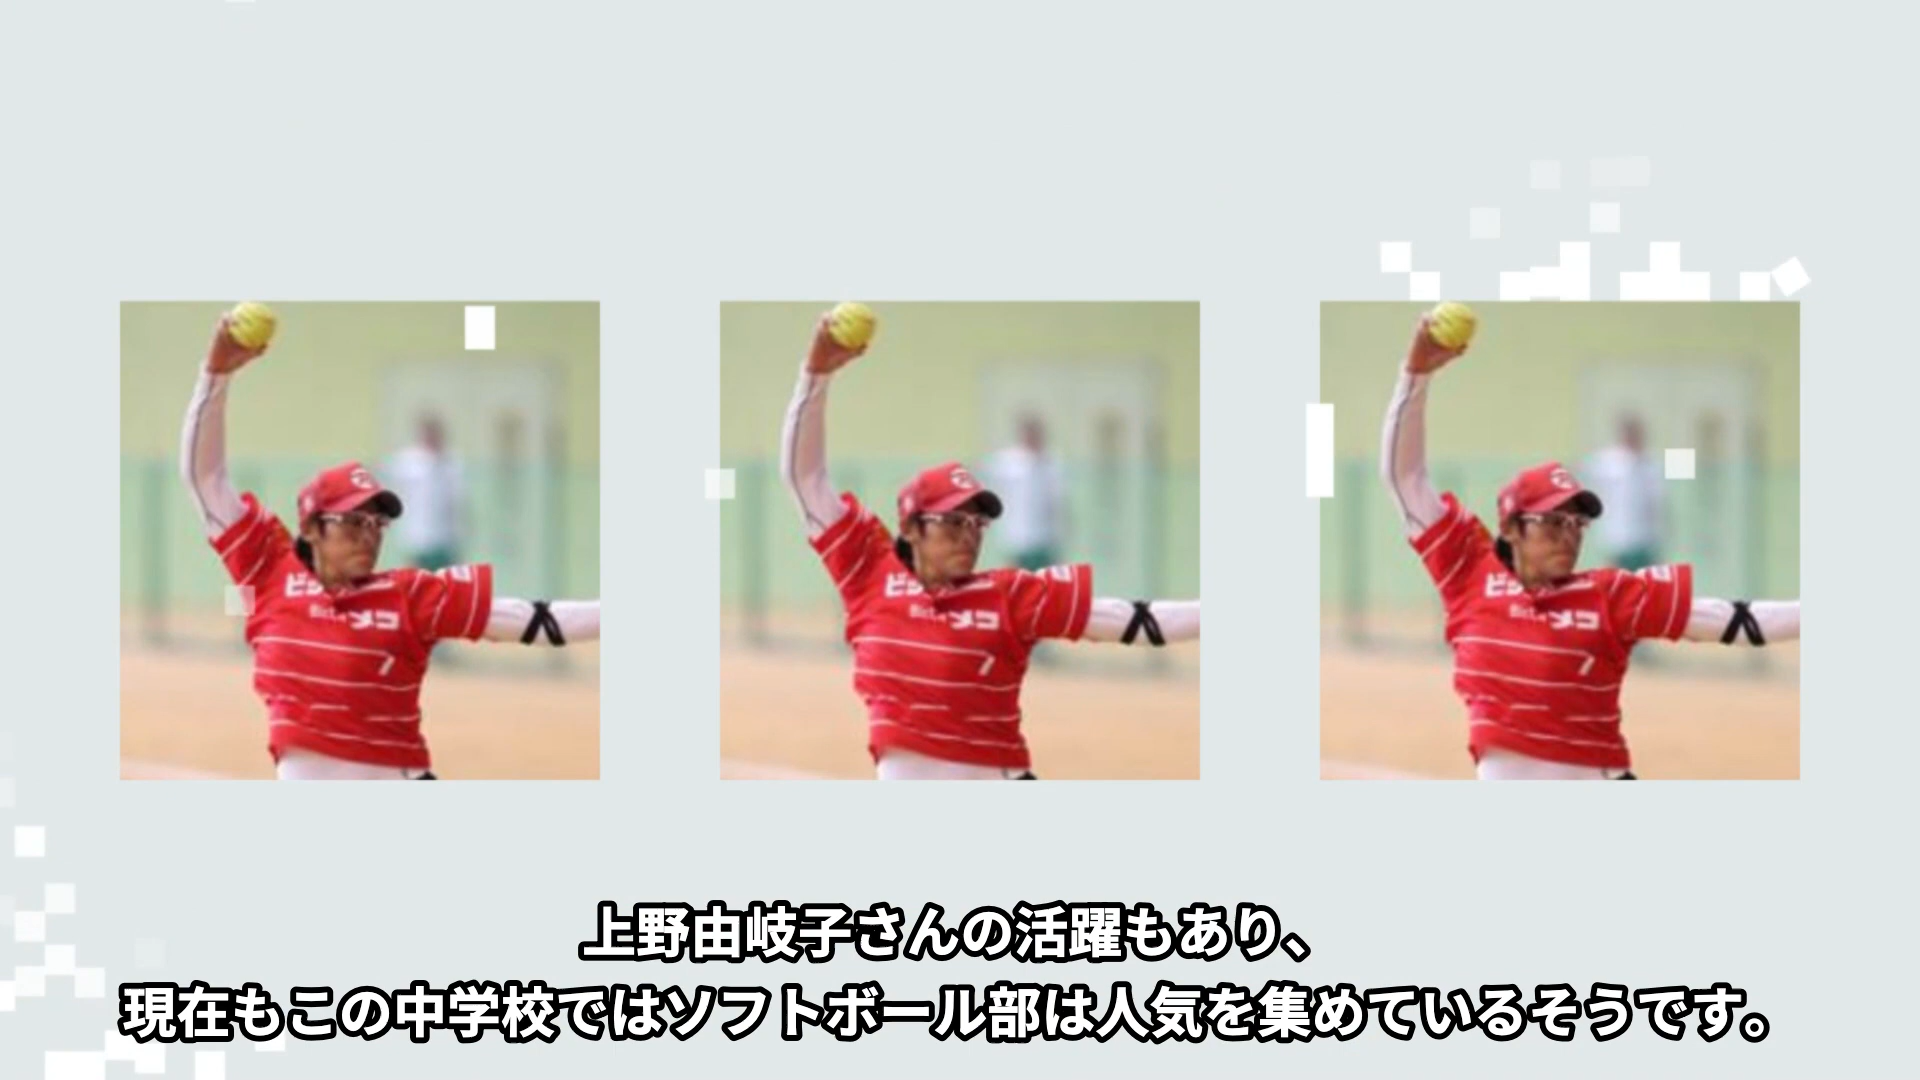 上野由岐子さんの活躍もあり、
現在もこの中学校ではソフトボール部は人気を集めているそうです。